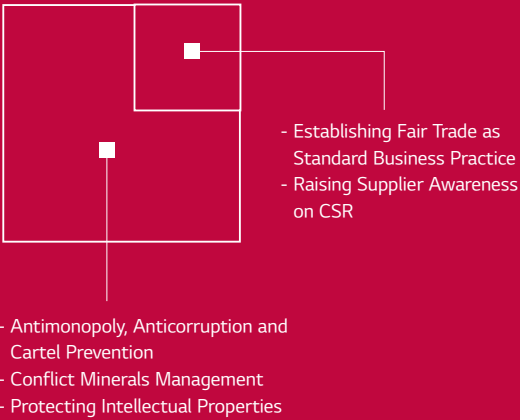 - Establishing Fair Trade as
Standard Business Practice
- Raising Supplier Awareness
on CSR
- Antimonopoly, Anticorruption and
Cartel Prevention
- Conflict Minerals Management
- Protecting Intellectual Properties